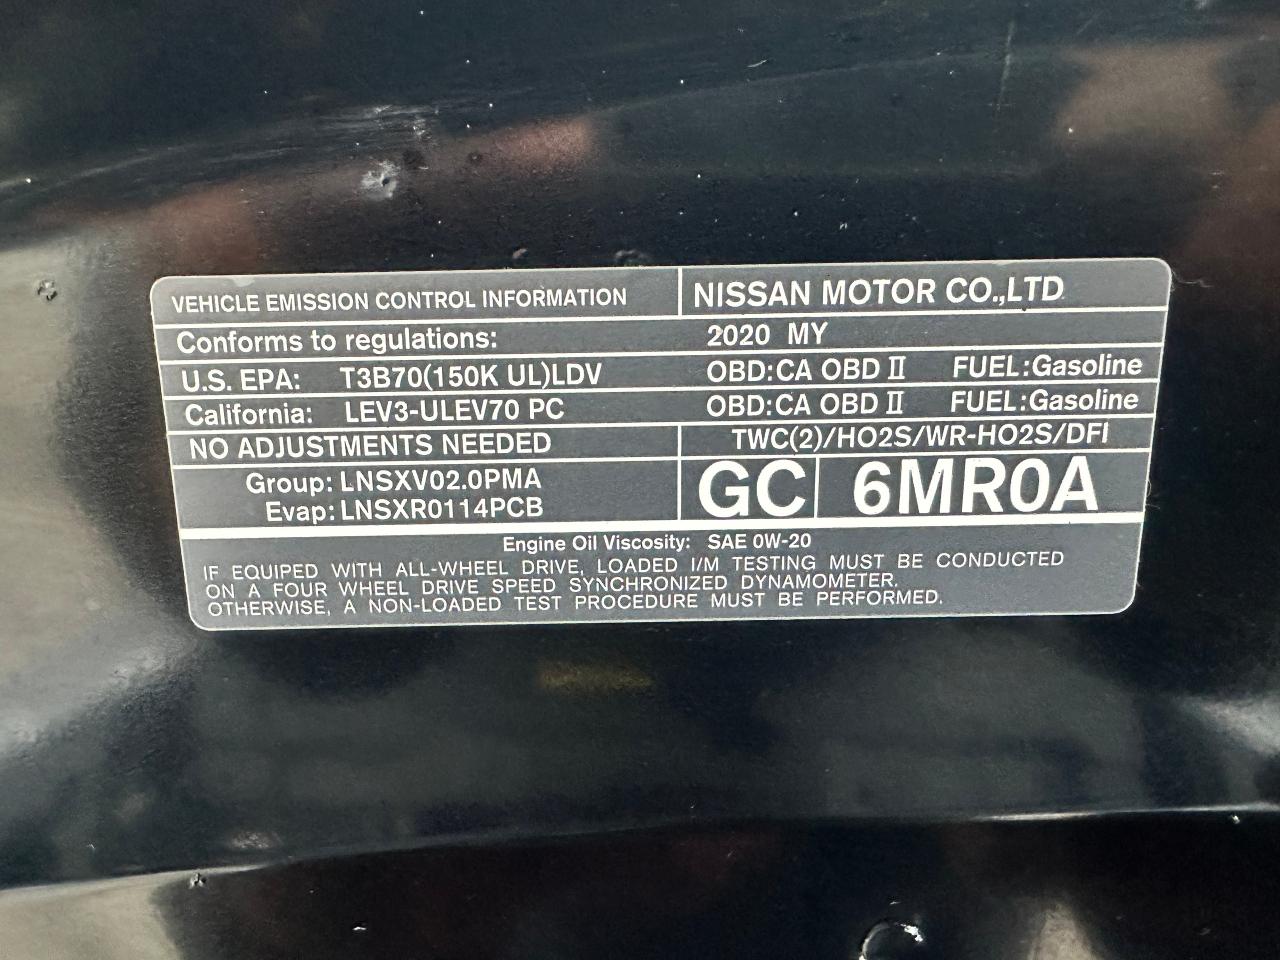 VEHICLE EMISSION CONTROL INFORMATION NISSAN MOTOR CO.,LTD.
Conforms to regulations: 2020 MY
U.S. EPA: T3B70(150K UL)LDV OBD:CA OBD II FUEL:Gasoline
California: LEV3-ULEV70 PC OBD:CA OBD II FUEL:Gasoline
NO ADJUSTMENTS NEEDED TWC(2)/HO2S/WR-HO2S/DFI
Group: LNSXV02.0PMA
Evap: LNSXR0114PCB
GC 6MR0A
Engine Oil Viscosity: SAE 0W-20
IF EQUIPED WITH ALL-WHEEL DRIVE, LOADED I/M TESTING MUST BE CONDUCTED
ON A FOUR WHEEL DRIVE SPEED SYNCHRONIZED DYNAMOMETER.
OTHERWISE, A NON-LOADED TEST PROCEDURE MUST BE PERFORMED.